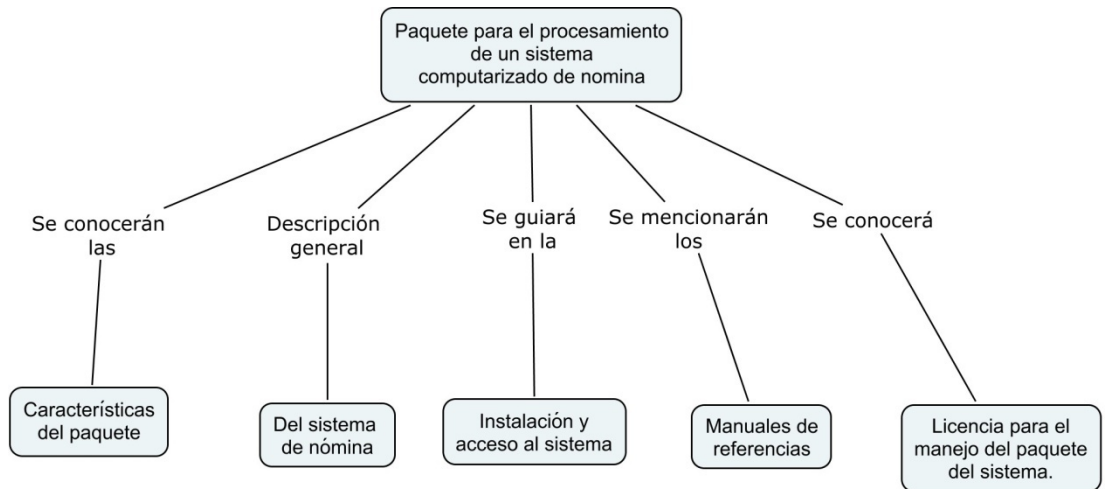 Paquete para el procesamiento
de un sistema
computarizado de nomina
Se conocerán
las
Descripción
general
Se guiará
en la
Se mencionarán
los
Se conocerá
Características
del paquete
Del sistema
de nómina
Instalación y
acceso al sistema
Manuales de
referencias
Licencia para el
manejo del paquete
del sistema.